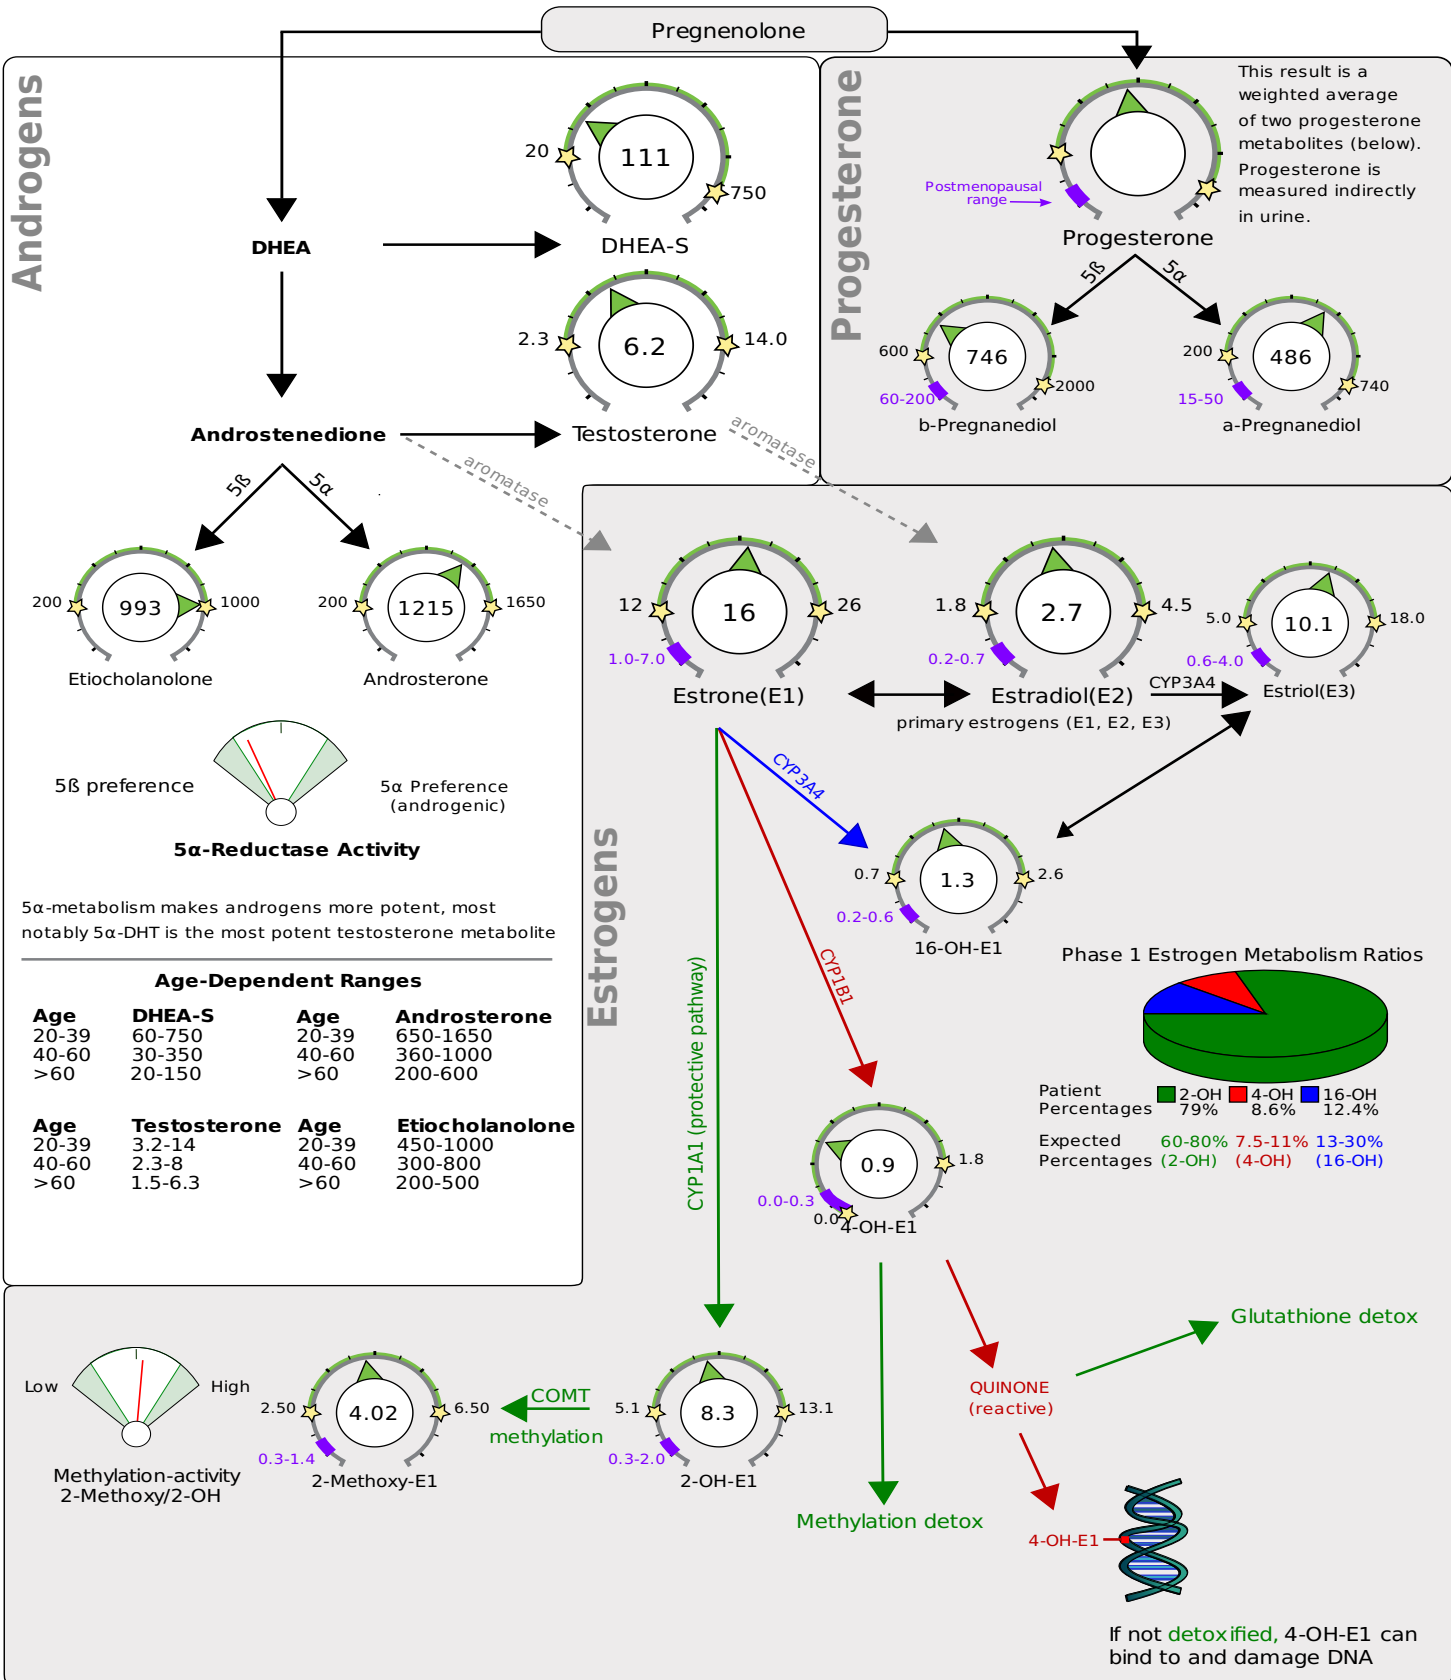 Pregnenolone
Androgens
20
111
750
DHEA
DHEA-S
2.3
6.2
14.0
Androstenedione
Testosterone
aromatase
aromatase
5ß
5α
200
993
1000
Etiocholanolone
200
1215
1650
Androsterone
5ß preference
5α Preference
(androgenic)
5α-Reductase Activity
5α-metabolism makes androgens more potent, most
notably 5α-DHT is the most potent testosterone metabolite
Age-Dependent Ranges
Age DHEA-S Age Androsterone
20-39 60-750 20-39 650-1650
40-60 30-350 40-60 360-1000
>60 20-150 >60 200-600
Age Testosterone Age Etiocholanolone
20-39 3.2-14 20-39 450-1000
40-60 2.3-8 40-60 300-800
>60 1.5-6.3 >60 200-500
Progesterone
This result is a
weighted average
of two progesterone
metabolites (below).
Progesterone is
measured indirectly
in urine.
Postmenopausal
range
Progesterone
5ß
5α
600
746
2000
60-200
b-Pregnanediol
200
486
740
15-50
a-Pregnanediol
Estrogens
12
16
26
1.0-7.0
Estrone(E1)
1.8
2.7
4.5
0.2-0.7
Estradiol(E2)
CYP3A4
5.0
10.1
18.0
0.6-4.0
Estriol(E3)
primary estrogens (E1, E2, E3)
CYP3A4
0.7
1.3
2.6
0.2-0.6
16-OH-E1
CYP1B1
CYP1A1 (protective pathway)
Phase 1 Estrogen Metabolism Ratios
Patient
Percentages
2-OH 4-OH 16-OH
79% 8.6% 12.4%
Expected
Percentages
60-80% 7.5-11% 13-30%
(2-OH) (4-OH) (16-OH)
0.9
1.8
0.0-0.3
0.0
4-OH-E1
Low
High
Methylation-activity
2-Methoxy/2-OH
2.50
4.02
6.50
0.3-1.4
2-Methoxy-E1
COMT
methylation
5.1
8.3
13.1
0.3-2.0
2-OH-E1
Methylation detox
QUINONE
(reactive)
Glutathione detox
4-OH-E1
If not detoxified, 4-OH-E1 can
bind to and damage DNA